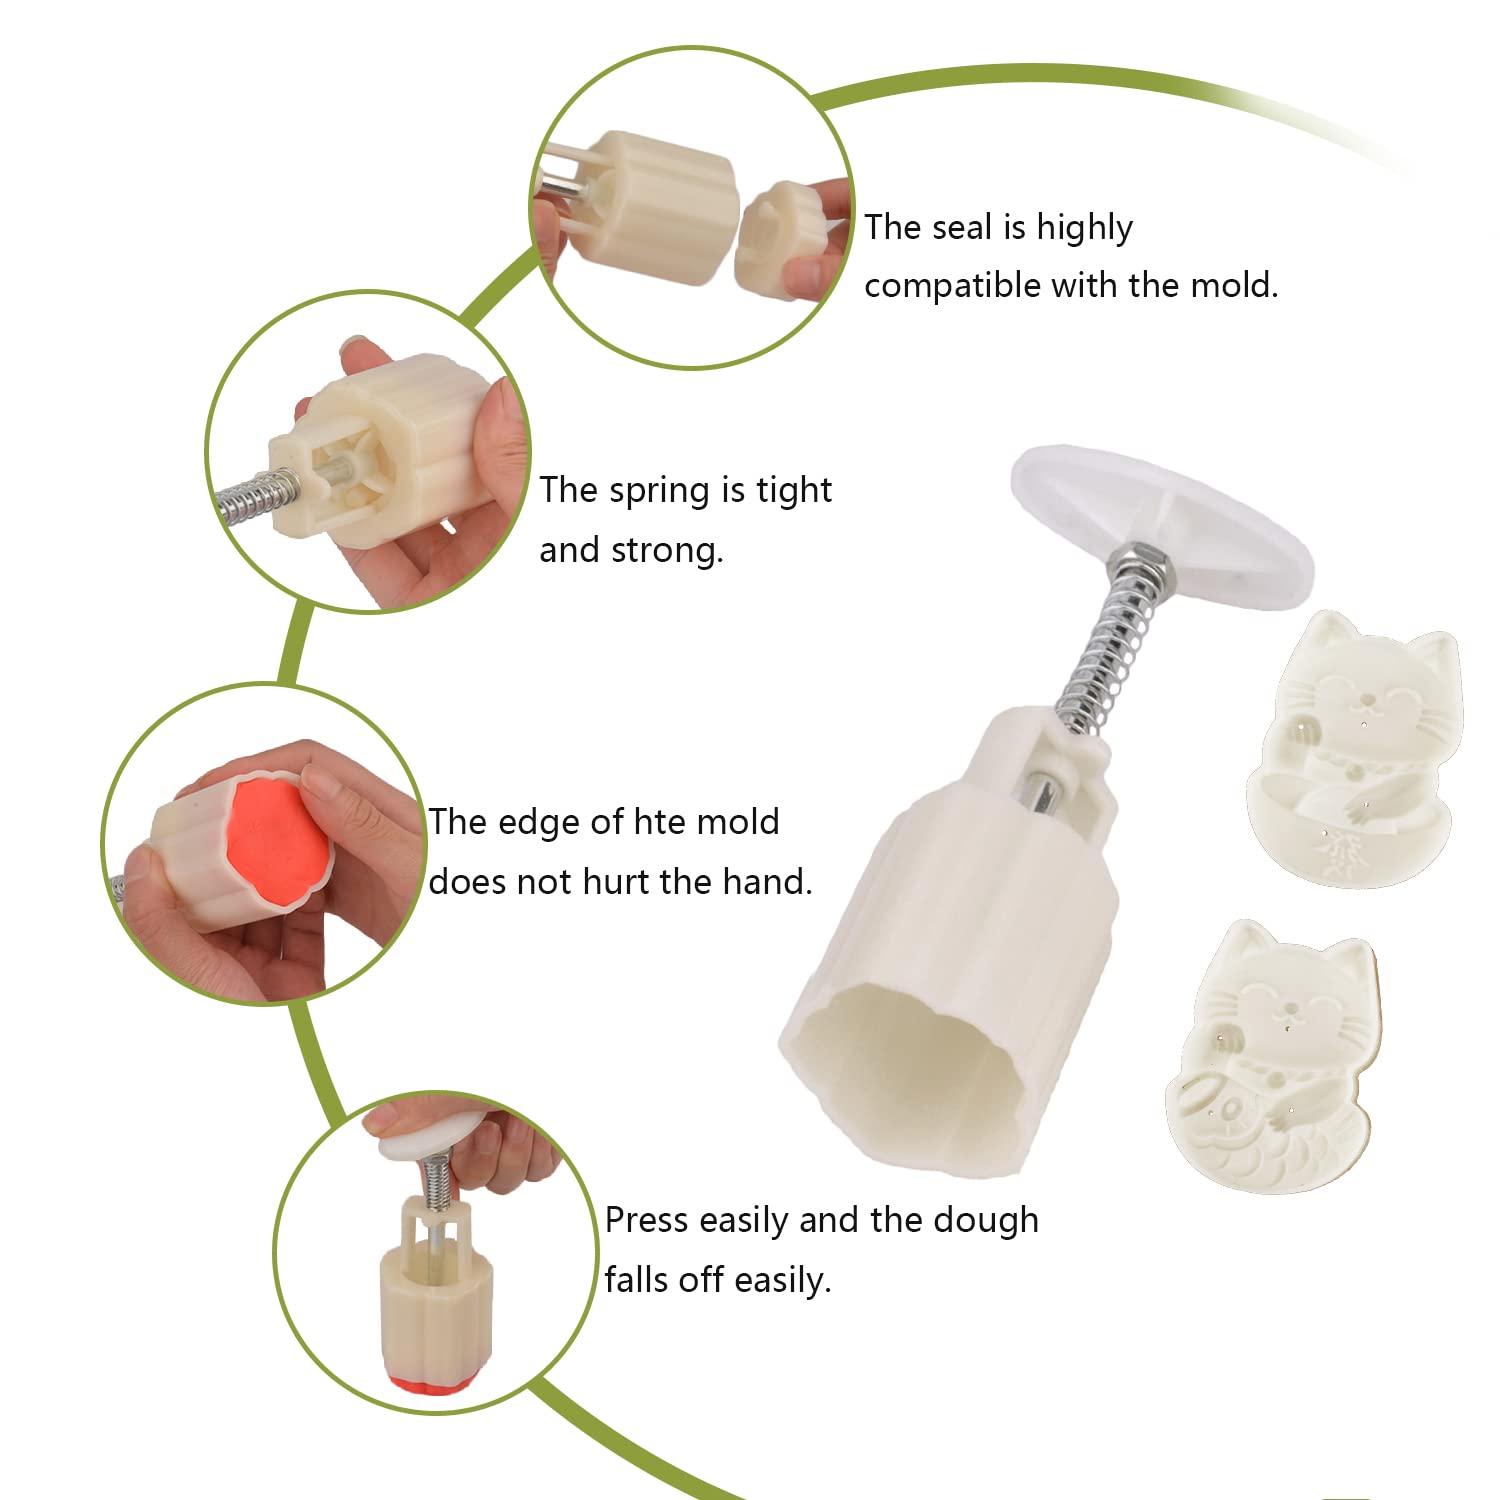 The seal is highly
compatible with the mold.
The spring is tight
and strong.
The edge of hte mold
does not hurt the hand.
Press easily and the dough
falls off easily.